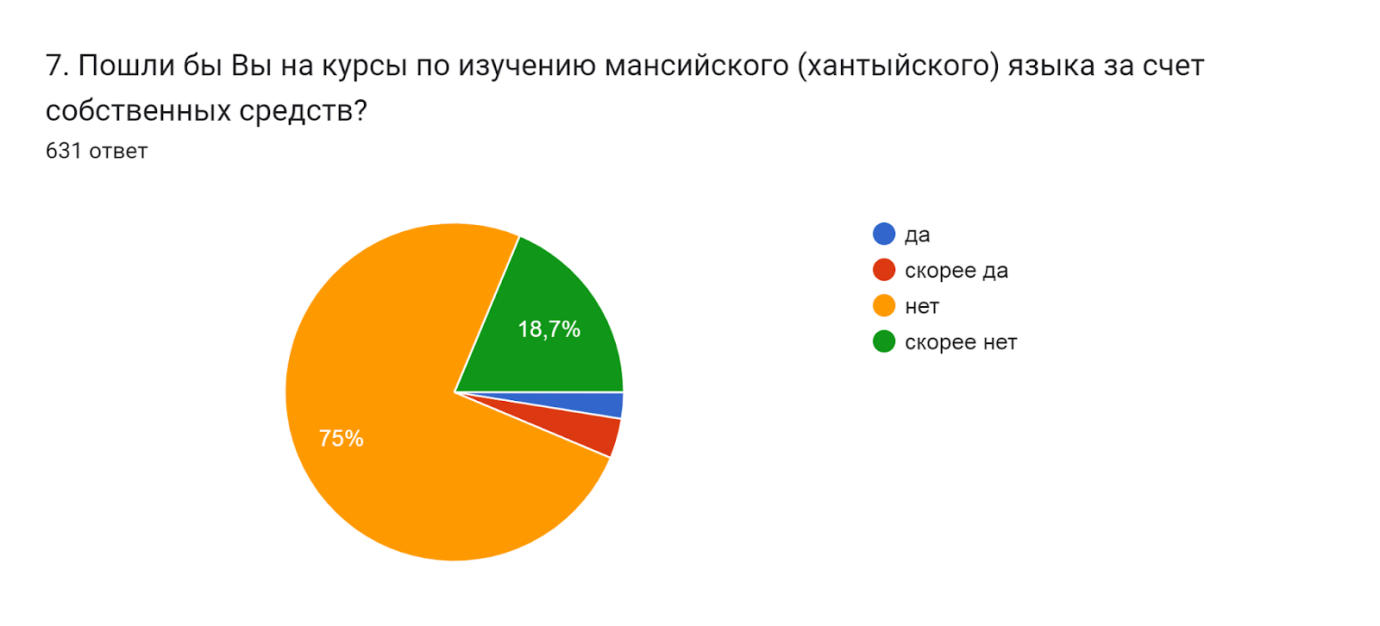 7. Пошли бы Вы на курсы по изучению мансийского (хантыйского) языка за счет
собственных средств?
631 ответ
да
скорее да
нет
скорее нет
18,7%
75%